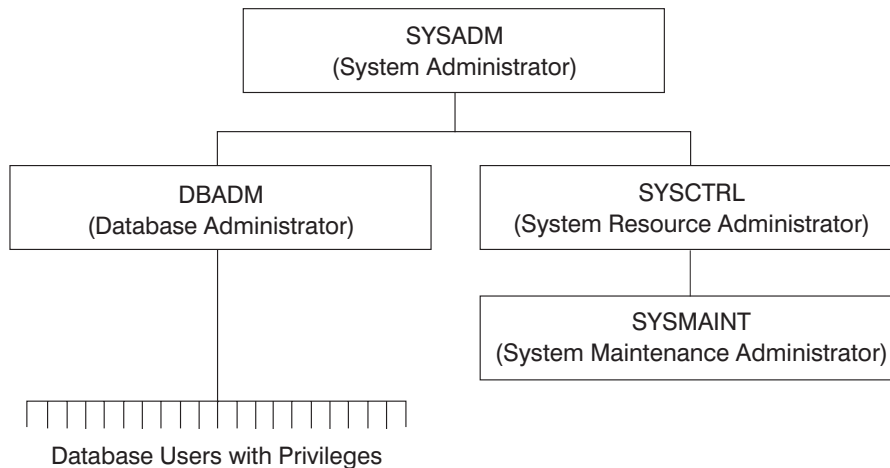 SYSADM
(System Administrator)
DBADM
(Database Administrator)
SYSCTRL
(System Resource Administrator)
SYSMAINT
(System Maintenance Administrator)
Database Users with Privileges